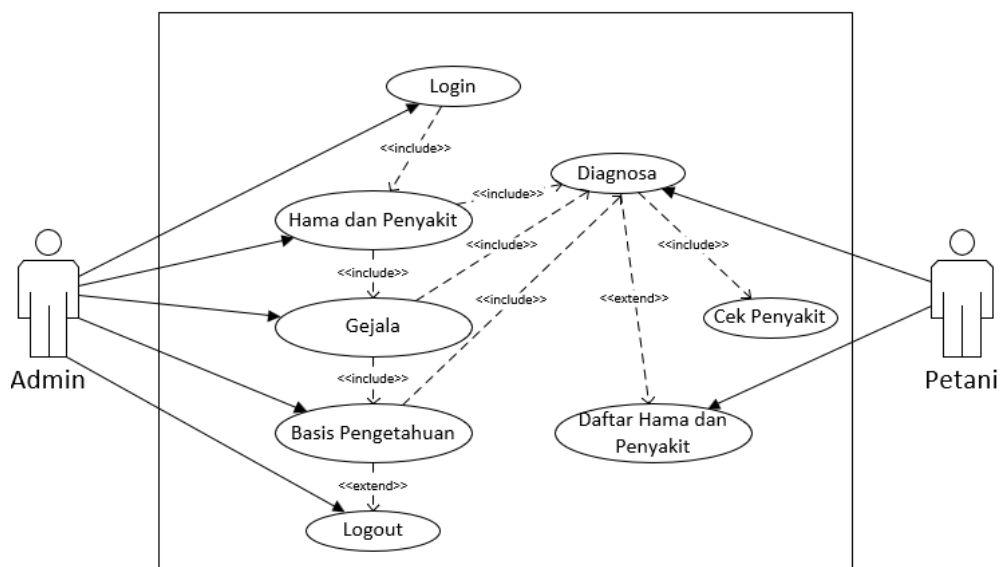 Login
<<include>>
Diagnosa
<<include>>
Hama dan Penyakit
<<include>>
<<include>>
<<include>>
<<include>>
<<extend>>
Gejala
Cek Penyakit
Admin
Petani
<<include>>
Basis Pengetahuan
Daftar Hama dan
Penyakit
<<extend>>
Logout